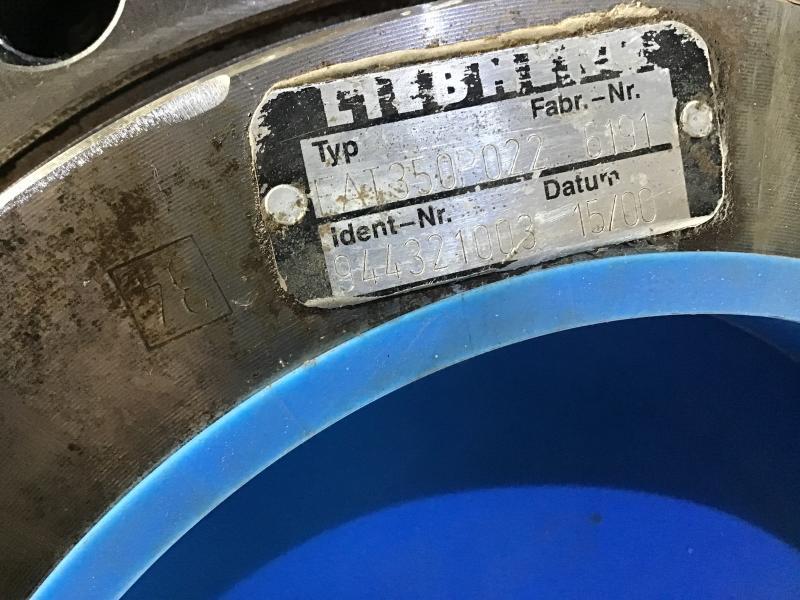 LIEBHERR
Typ Fabr.-Nr.
FAT350P022 6191
Ident-Nr. Datum
944321003 15/00